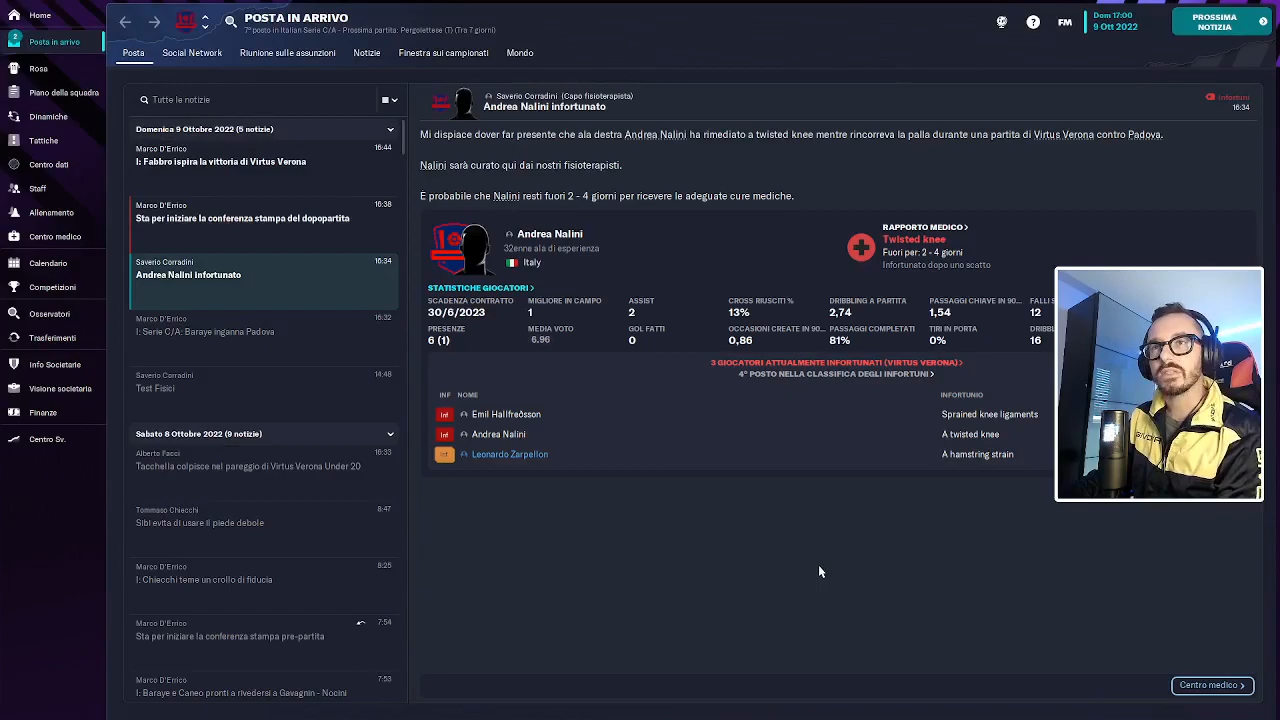 Home
2
Posta in arrivo
Rosa
Piano della squadra
Dinamiche
Tattiche
Centro dati
Staff
Allenamento
Centro medico
Calendario
Competizioni
Osservatori
Trasferimenti
Info Societarie
Visione societaria
Finanze
Centro Sv.
POSTA IN ARRIVO
7° posto in Italian Serie C/A - Prossima partita: Pergolettese (T) (Tra 7 giorni)
?
FM
Dom 17:00
9 Ott 2022
PROSSIMA
NOTIZIA
Posta
Social Network
Riunione sulle assunzioni
Notizie
Finestra sui campionati
Mondo
Tutte le notizie
Domenica 9 Ottobre 2022 (5 notizie)
Marco D'Errico 16:44
I: Fabbro ispira la vittoria di Virtus Verona
Marco D'Errico 16:38
Sta per iniziare la conferenza stampa del dopopartita
Saverio Corradini 16:34
Andrea Nalini infortunato
Marco D'Errico 16:32
I: Serie C/A: Baraye inganna Padova
Saverio Corradini 14:48
Test Fisici
Sabato 8 Ottobre 2022 (9 notizie)
Alberto Facci 16:33
Tacchella colpisce nel pareggio di Virtus Verona Under 20
Tommaso Chiecchi 8:47
Sibi evita di usare il piede debole
Marco D'Errico 8:25
I: Chiecchi teme un crollo di fiducia
Marco D'Errico 7:54
Sta per iniziare la conferenza stampa pre-partita
Marco D'Errico 7:53
I: Baraye e Caneo pronti a rivedersi a Gavagnin - Nocini
Saverio Corradini (Capo fisioterapista)
Andrea Nalini infortunato
Infortuni
16:34
Mi dispiace dover far presente che ala destra Andrea Nalini ha rimediato a twisted knee mentre rincorreva la palla durante una partita di Virtus Verona contro Padova.
Nalini sarà curato qui dai nostri fisioterapisti.
È probabile che Nalini resti fuori 2 - 4 giorni per ricevere le adeguate cure mediche.
Andrea Nalini
32enne ala di esperienza
Italy
RAPPORTO MEDICO
Twisted knee
Fuori per: 2 - 4 giorni
Infortunato dopo uno scatto
STATISTICHE GIOCATORI
SCADENZA CONTRATTO MIGLIORE IN CAMPO ASSIST CROSS RIUSCITI % DRIBBLING A PARTITA PASSAGGI CHIAVE IN 90... FALLI S
30/6/2023 1 2 13% 2,74 1,54 12
PRESENZE MEDIA VOTO GOL FATTI OCCASIONI CREATE IN 90... PASSAGGI COMPLETATI TIRI IN PORTA DRIBBL
6 (1) 6.96 0 0,86 81% 0% 16
3 GIOCATORI ATTUALMENTE INFORTUNATI (VIRTUS VERONA)
4° POSTO NELLA CLASSIFICA DEGLI INFORTUNI
INF NOME INFORTUNIO
Inf Emil Hallfreðsson Sprained knee ligaments
Inf Andrea Nalini A twisted knee
Inf Leonardo Zarpellon A hamstring strain
GIVOVA
Centro medico